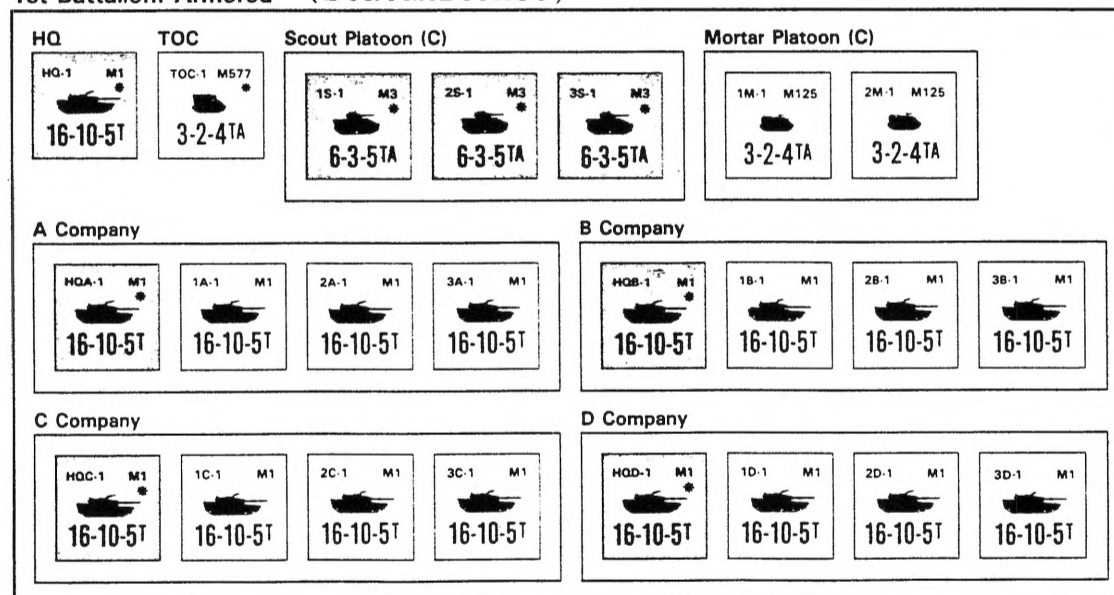 1st Battalion: Armored
HQ TOC Scout Platoon (C) Mortar Platoon (C)
HQ-1 M1 *
16-10-5T
TOC-1 M577 *
3-2-4TA
1S-1 M3 *
6-3-5TA
2S-1 M3 *
6-3-5TA
3S-1 M3 *
6-3-5TA
1M-1 M125
3-2-4TA
2M-1 M125
3-2-4TA
A Company
HQA-1 M1 *
16-10-5T
1A-1 M1
16-10-5T
2A-1 M1
16-10-5T
3A-1 M1
16-10-5T
B Company
HQB-1 M1 *
16-10-5T
1B-1 M1
16-10-5T
2B-1 M1
16-10-5T
3B-1 M1
16-10-5T
C Company
HQC-1 M1 *
16-10-5T
1C-1 M1
16-10-5T
2C-1 M1
16-10-5T
3C-1 M1
16-10-5T
D Company
HQD-1 M1 *
16-10-5T
1D-1 M1
16-10-5T
2D-1 M1
16-10-5T
3D-1 M1
16-10-5T